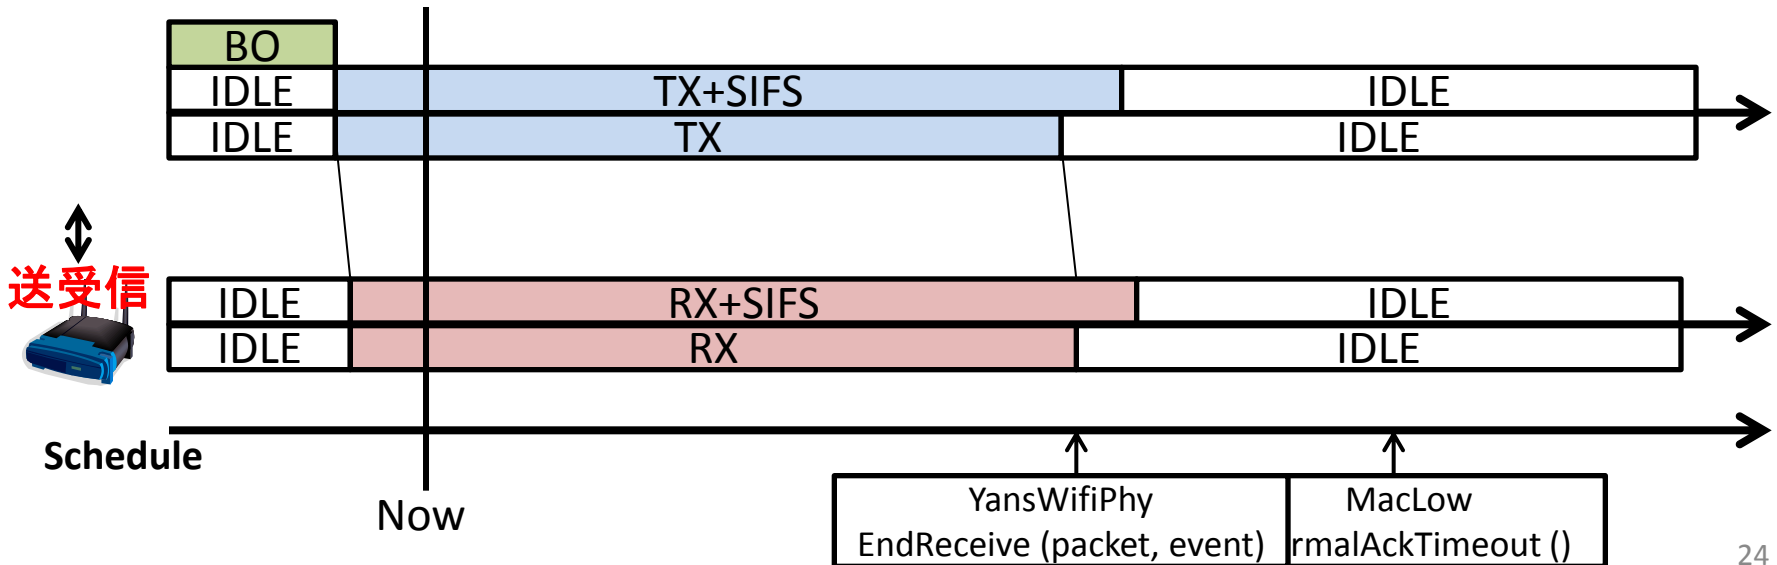 BO
IDLE TX+SIFS IDLE
IDLE TX IDLE
送受信
IDLE RX+SIFS IDLE
IDLE RX IDLE
Schedule
Now
YansWifiPhy
EndReceive (packet, event)
MacLow
rmalAckTimeout ()
24